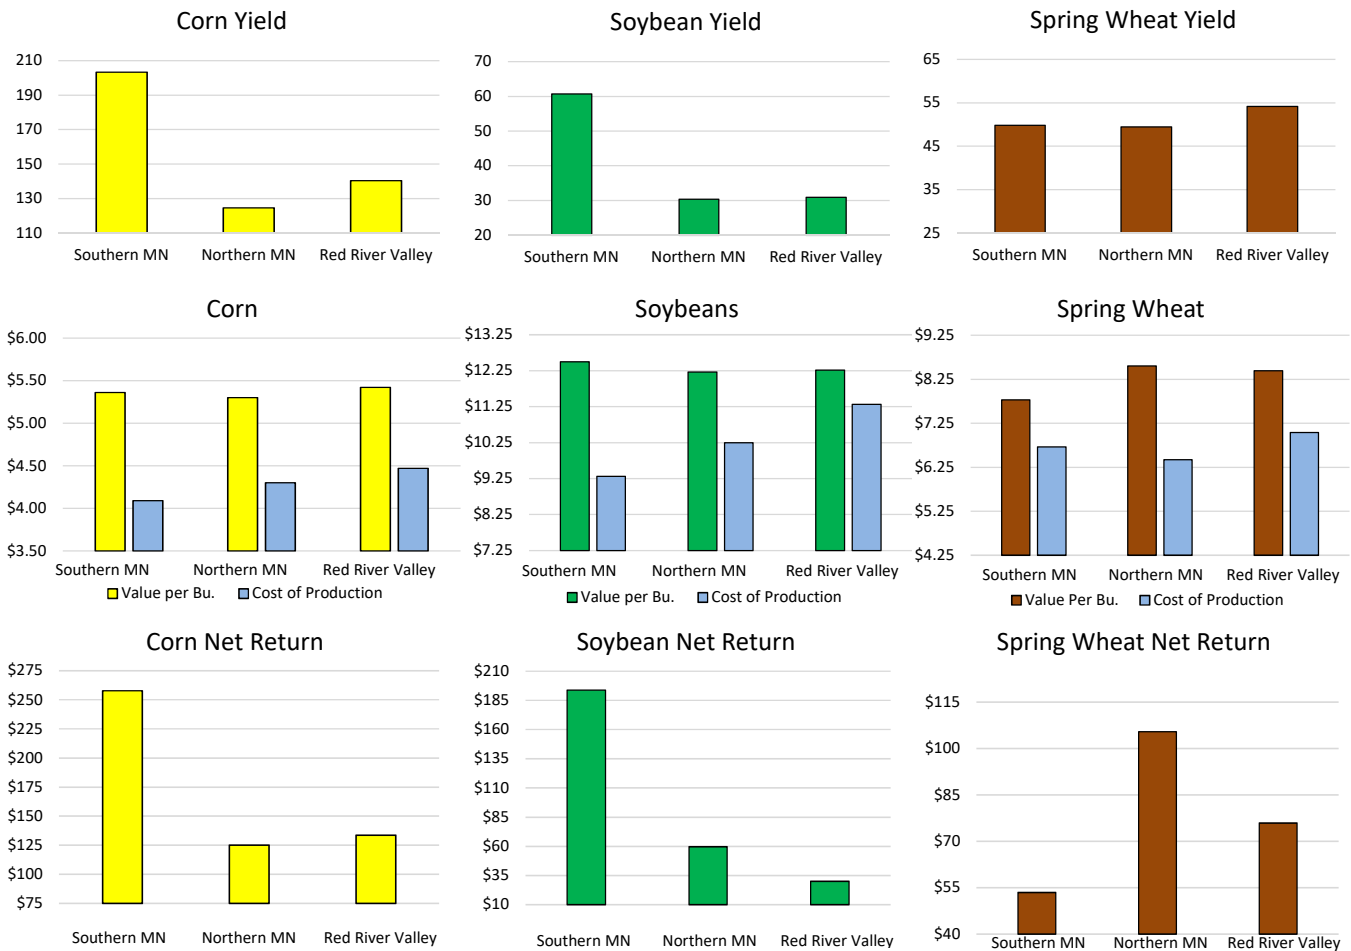 Corn Yield
210
190
170
150
130
110
Southern MN Northern MN Red River Valley
Soybean Yield
70
60
50
40
30
20
Southern MN Northern MN Red River Valley
Spring Wheat Yield
65
55
45
35
25
Southern MN Northern MN Red River Valley
Corn
$6.00
$5.50
$5.00
$4.50
$4.00
$3.50
Southern MN Northern MN Red River Valley
Value per Bu. Cost of Production
Soybeans
$13.25
$12.25
$11.25
$10.25
$9.25
$8.25
$7.25
Southern MN Northern MN Red River Valley
Value per Bu. Cost of Production
Spring Wheat
$9.25
$8.25
$7.25
$6.25
$5.25
$4.25
Southern MN Northern MN Red River Valley
Value Per Bu. Cost of Production
Corn Net Return
$275
$250
$225
$200
$175
$150
$125
$100
$75
Southern MN Northern MN Red River Valley
Soybean Net Return
$210
$185
$160
$135
$110
$85
$60
$35
$10
Southern MN Northern MN Red River Valley
Spring Wheat Net Return
$115
$100
$85
$70
$55
$40
Southern MN Northern MN Red River Valley